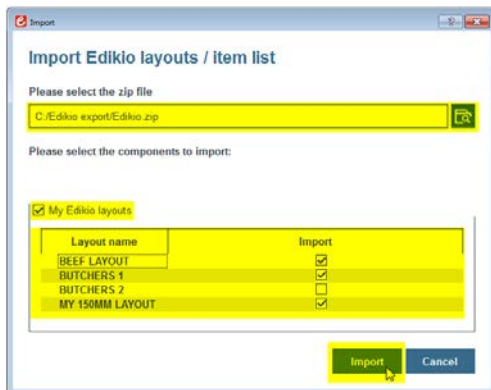 Import
Import Edikio layouts / item list
Please select the zip file
C:/Edikio export/Edikio.zip
Please select the components to import:
My Edikio layouts
Layout name Import
BEEF LAYOUT
BUTCHERS 1
BUTCHERS 2
MY 150MM LAYOUT
Import Cancel